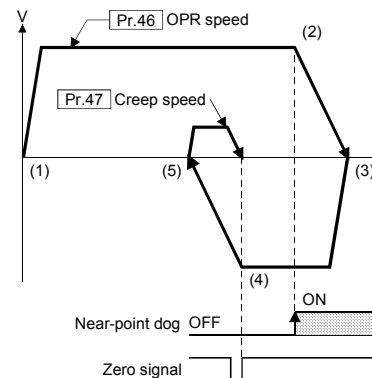 V
Pr.46 OPR speed
(2)
Pr.47 Creep speed
(1)
(5)
(3)
(4)
ON
Near-point dog OFF
Zero signal